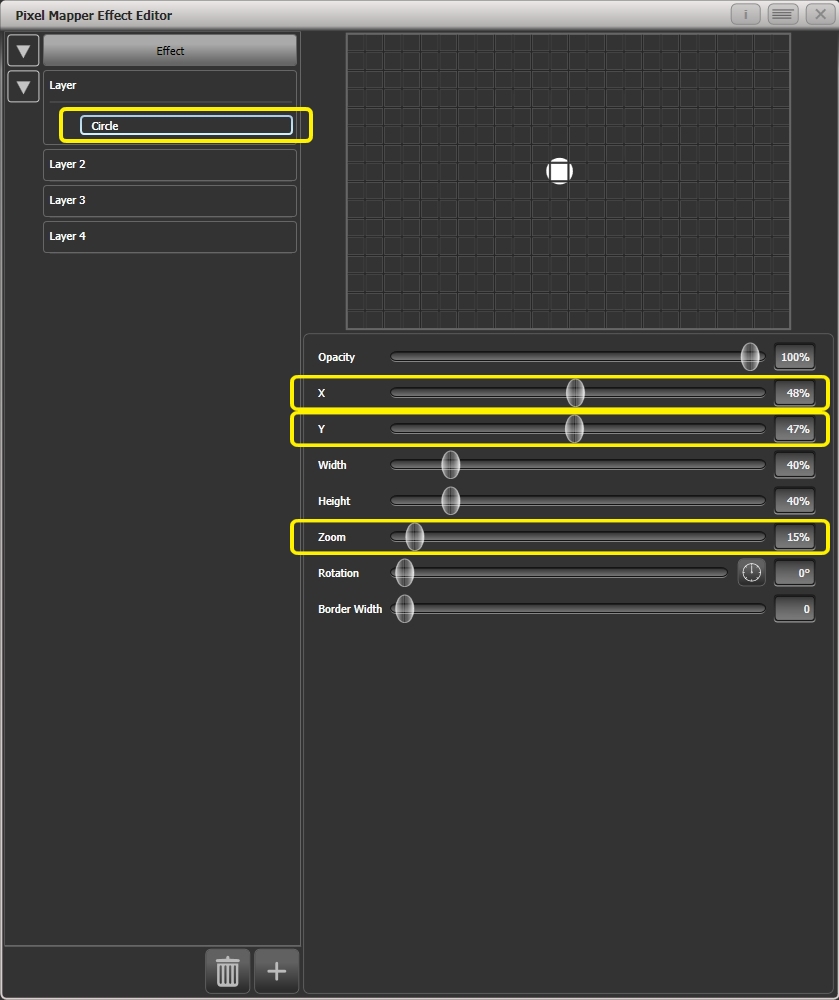 Pixel Mapper Effect Editor
i
Effect
Layer
Circle
Layer 2
Layer 3
Layer 4
Opacity 100%
X 48%
Y 47%
Width 40%
Height 40%
Zoom 15%
Rotation 0°
Border Width 0